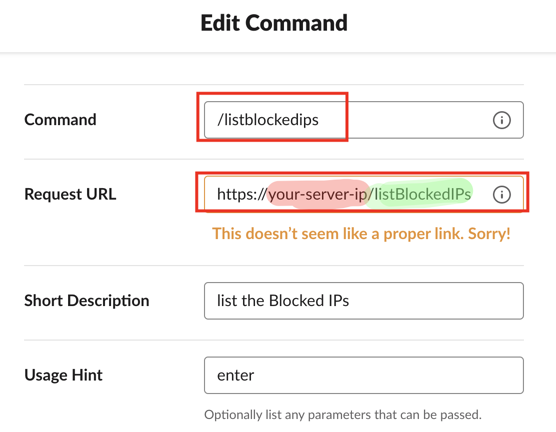 Edit Command
Command
/listblockedips
Request URL
https://your-server-ip/listBlockedIPs
This doesn’t seem like a proper link. Sorry!
Short Description
list the Blocked IPs
Usage Hint
enter
Optionally list any parameters that can be passed.